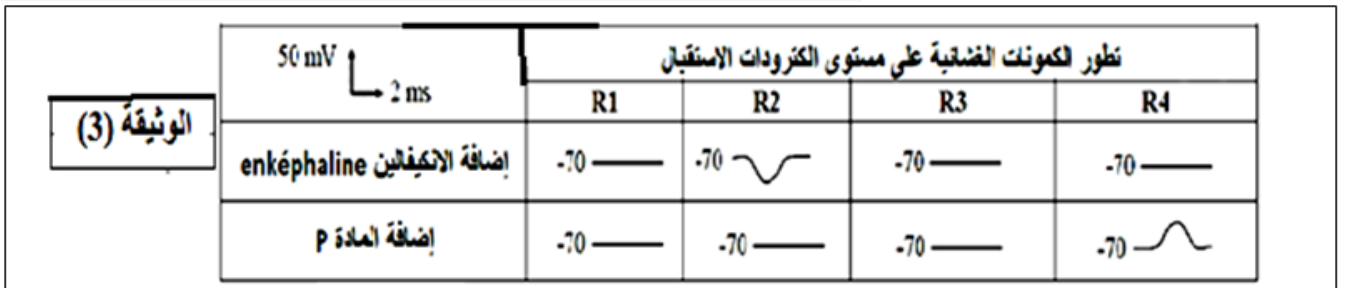 50 mV
2 ms
تطور الكمونات الغشائية على مستوى الكترودات الاستقبال
R1 R2 R3 R4
الوثيقة (3)
إضافة الانكيفالين enképhaline -70 -70 -70 -70
إضافة المادة P -70 -70 -70 -70